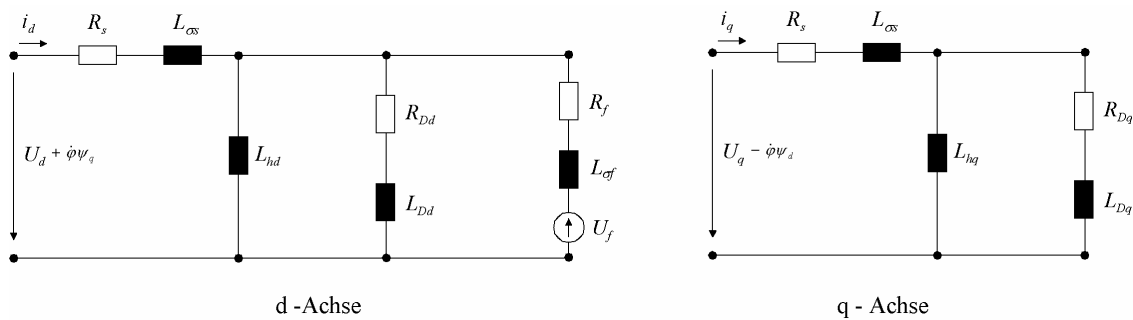 i_d R_s L_σs
U_d + φ̇ψ_q
L_hd
R_Dd
L_Dd
R_f
L_σf
U_f
d -Achse
i_q R_s L_σs
U_q − φ̇ψ_d
L_hq
R_Dq
L_Dq
q - Achse